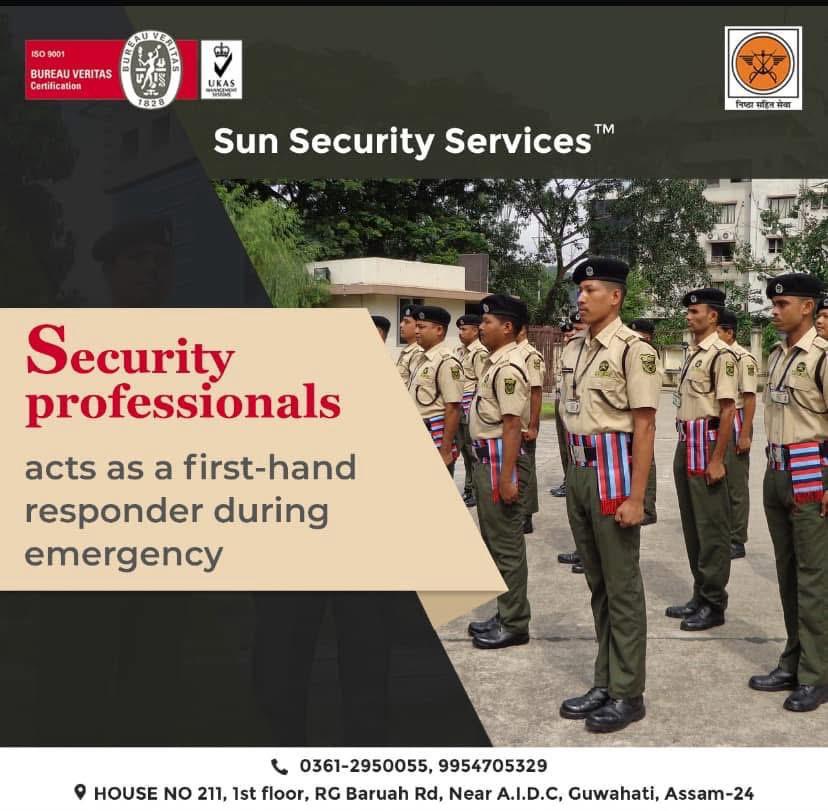 ISO 9001
BUREAU VERITAS
Certification
BUREAU VERITAS
1828
UKAS
MANAGEMENT
SYSTEMS
निष्ठा सहित सेवा
Sun Security Services™
Security
professionals
acts as a first-hand
responder during
emergency
0361-2950055, 9954705329
HOUSE NO 211, 1st floor, RG Baruah Rd, Near A.I.D.C, Guwahati, Assam-24